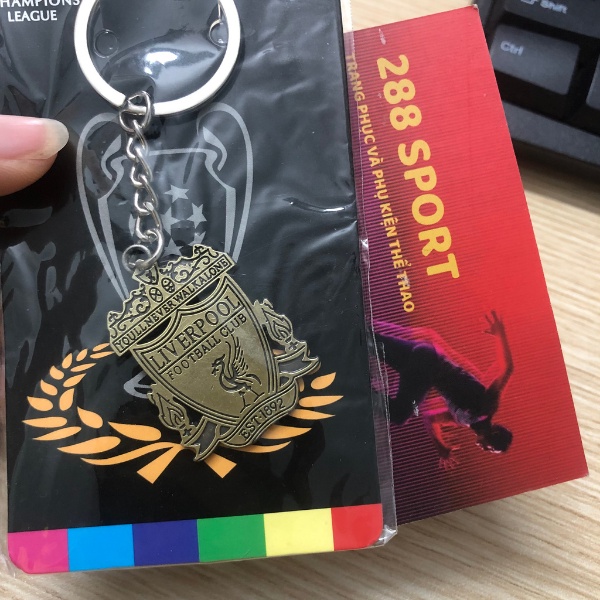 CHAMPIONS
LEAGUE
YOU'LL NEVER WALK ALONE
LIVERPOOL
FOOTBALL CLUB
EST·1892
288 SPORT
TRANG PHỤC VÀ PHỤ KIỆN THỂ THAO
Ctrl